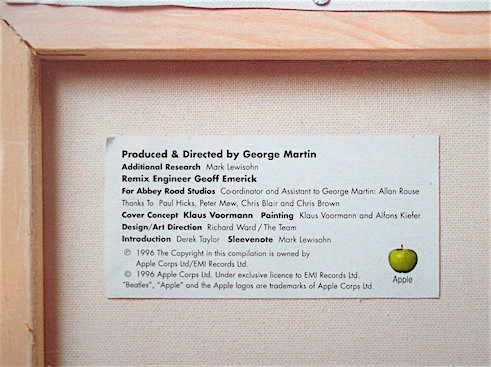 Produced & Directed by George Martin
Additional Research Mark Lewisohn
Remix Engineer Geoff Emerick
For Abbey Road Studios Co-ordinator and Assistant to George Martin: Allan Rouse
Thanks To Paul Hicks, Peter Mew, Chris Blair and Chris Brown
Cover Concept Klaus Voormann Painting Klaus Voormann and Alfons Kiefer
Design/Art Direction Richard Ward / The Team
Introduction Derek Taylor Sleevenote Mark Lewisohn
℗ 1996 The Copyright in this compilation is owned by
Apple Corps Ltd/EMI Records Ltd.
© 1996 Apple Corps Ltd. Under exclusive licence to EMI Records Ltd.
"Beatles", "Apple" and the Apple logos are trademarks of Apple Corps Ltd.
Apple